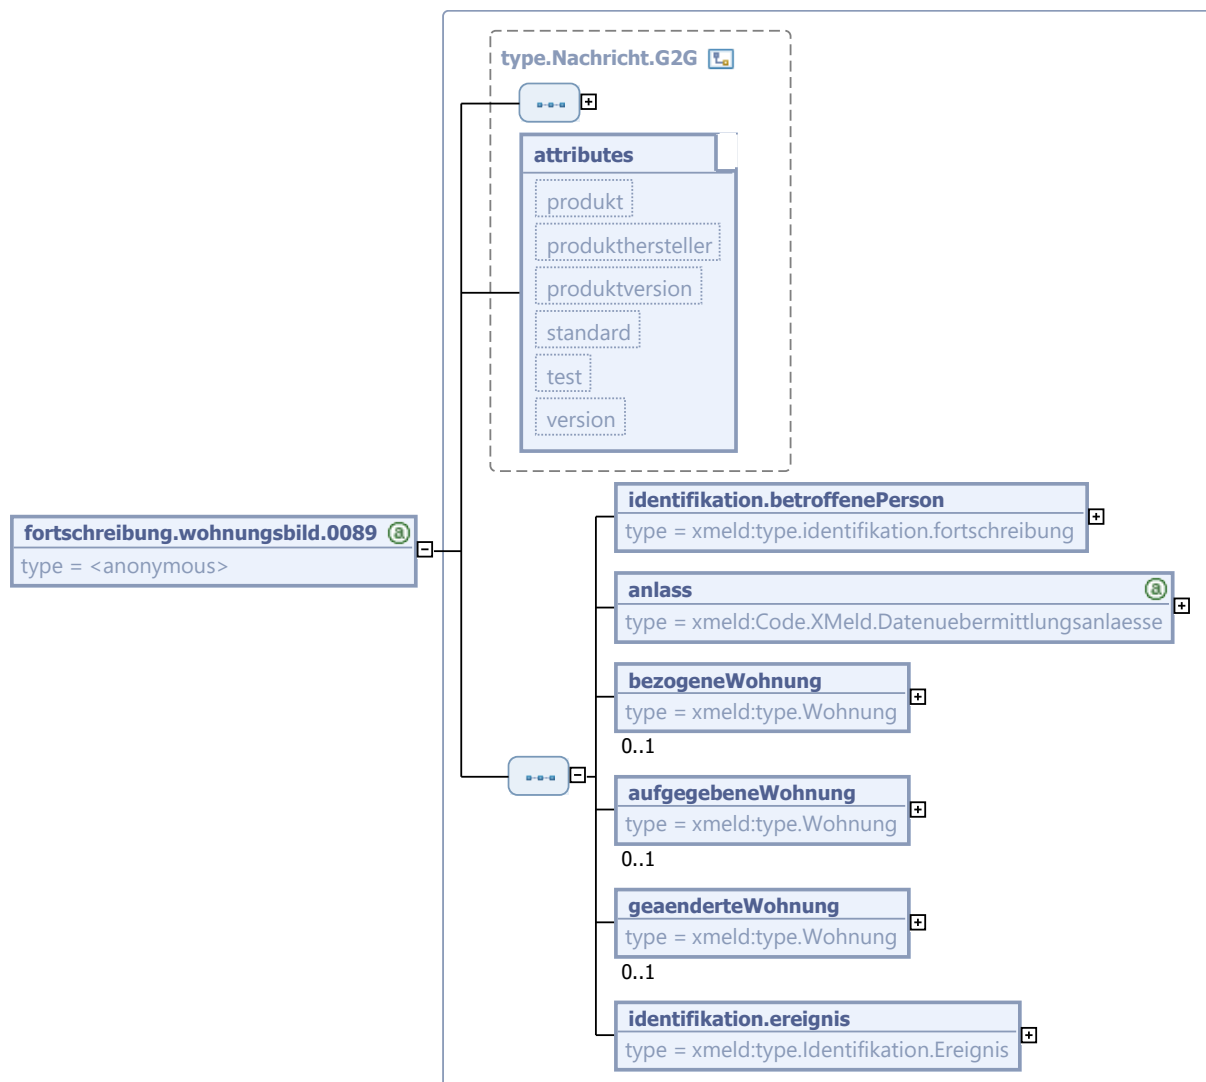 type.Nachricht.G2G
attributes
produkt
produkthersteller
produktversion
standard
test
version
fortschreibung.wohnungsbild.0089 a
type = <anonymous>
identifikation.betroffenePerson
type = xmeld:type.identifikation.fortschreibung
anlass a
type = xmeld:Code.XMeld.Datenuebermittlungsanlaesse
bezogeneWohnung
type = xmeld:type.Wohnung
0..1
aufgegebeneWohnung
type = xmeld:type.Wohnung
0..1
geaenderteWohnung
type = xmeld:type.Wohnung
0..1
identifikation.ereignis
type = xmeld:type.Identifikation.Ereignis